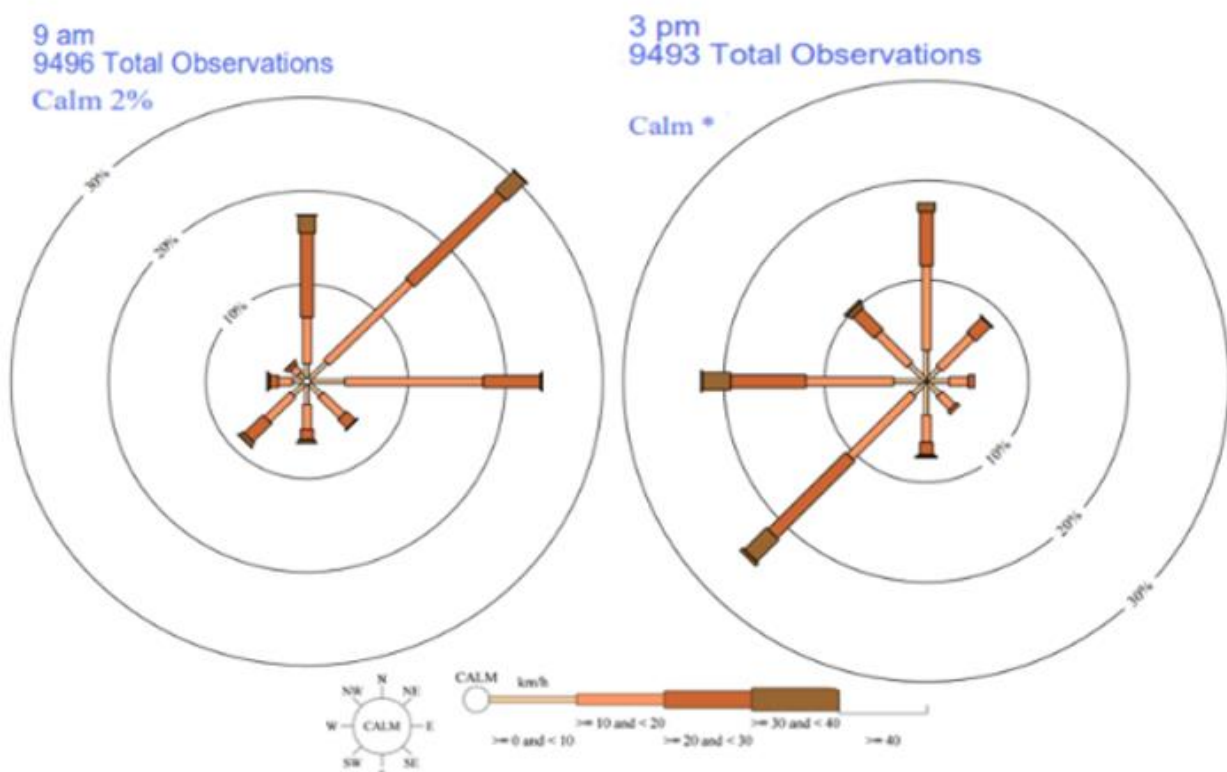 9 am
9496 Total Observations
Calm 2%
30%
20%
10%
3 pm
9493 Total Observations
Calm *
10%
20%
30%
N
NW NE
W CALM E
SW SE
CALM km/h
>= 10 and < 20 >= 30 and < 40
>= 0 and < 10 >= 20 and < 30 >= 40